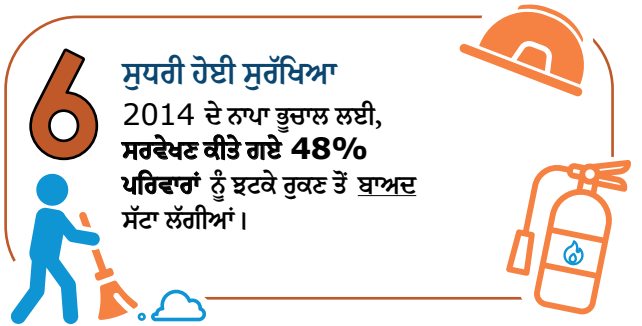 6
ਸੁਧਰੀ ਹੋਈ ਸੁਰੱਖਿਆ
2014 ਦੇ ਨਾਪਾ ਭੂਚਾਲ ਲਈ,
ਸਰਵੇਖਣ ਕੀਤੇ ਗਏ 48%
ਪਰਿਵਾਰਾਂ ਨੂੰ ਝਟਕੇ ਰੁਕਣ ਤੋਂ ਬਾਅਦ
ਸੱਟਾ ਲੱਗੀਆਂ।